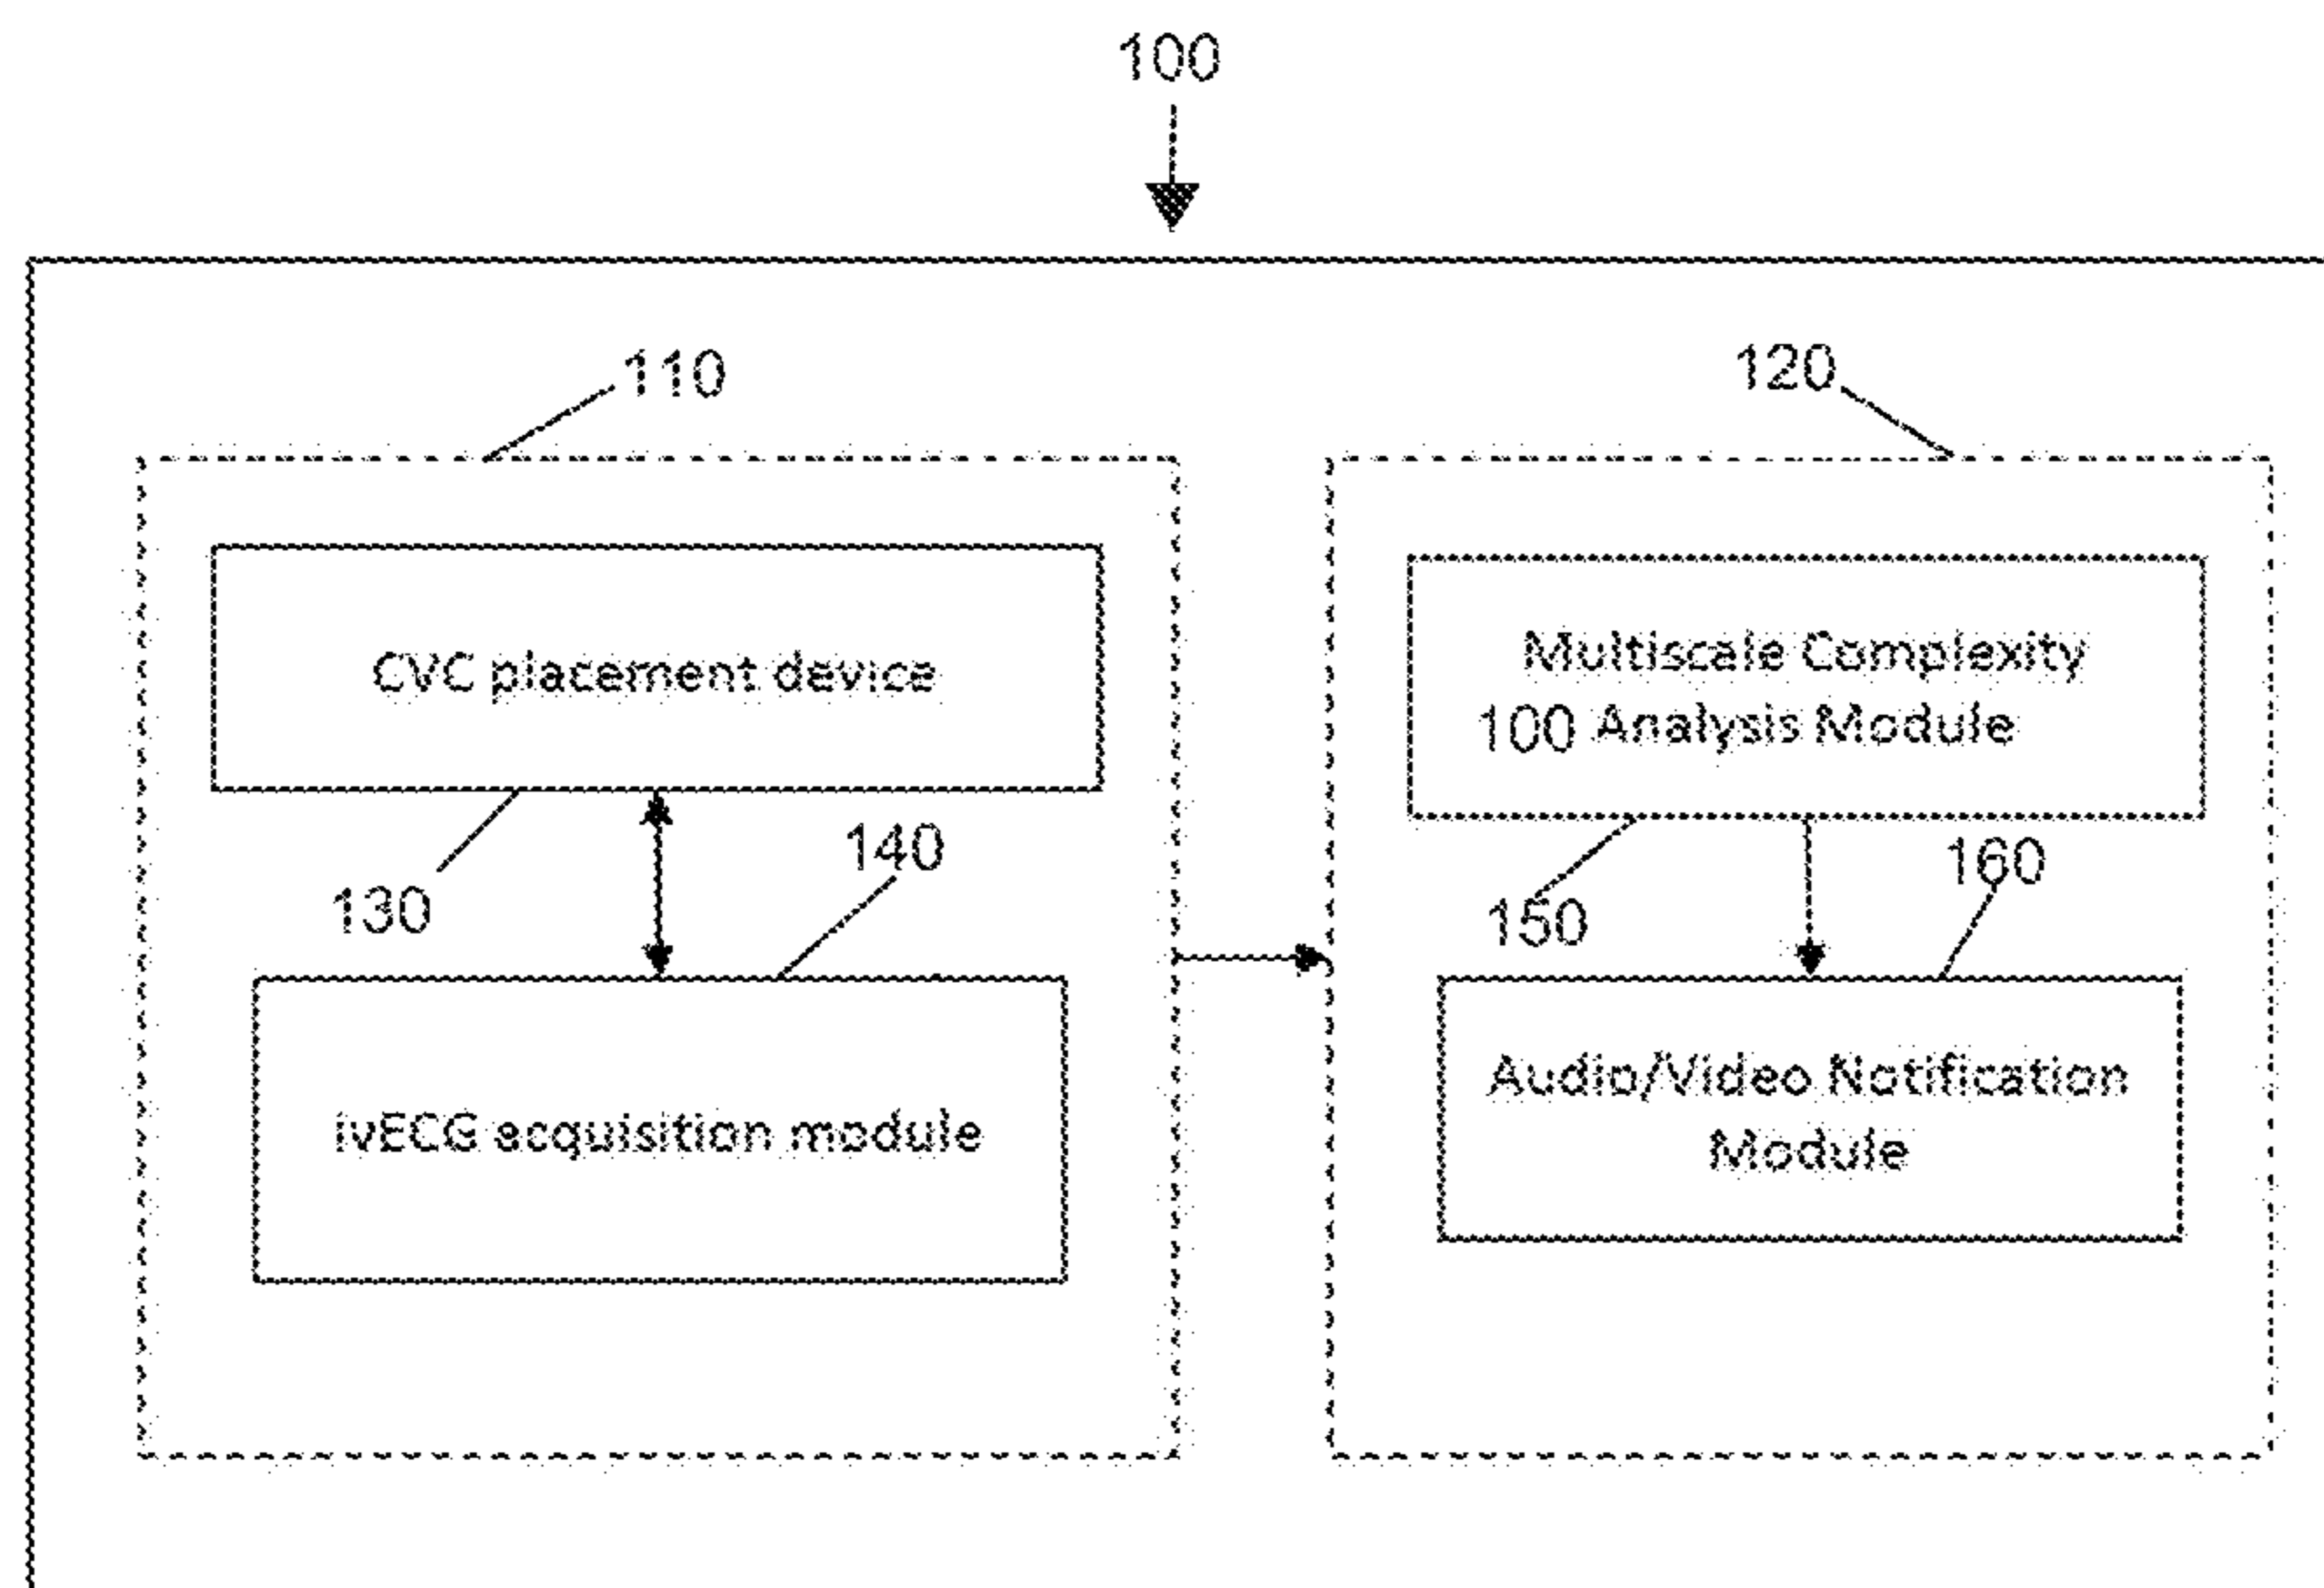 100
110
120
CVC placement device
Multiscale Complexity
100 Analysis Module
130
140
150
160
ivECG acquisition module
Audio/Video Notification
Module